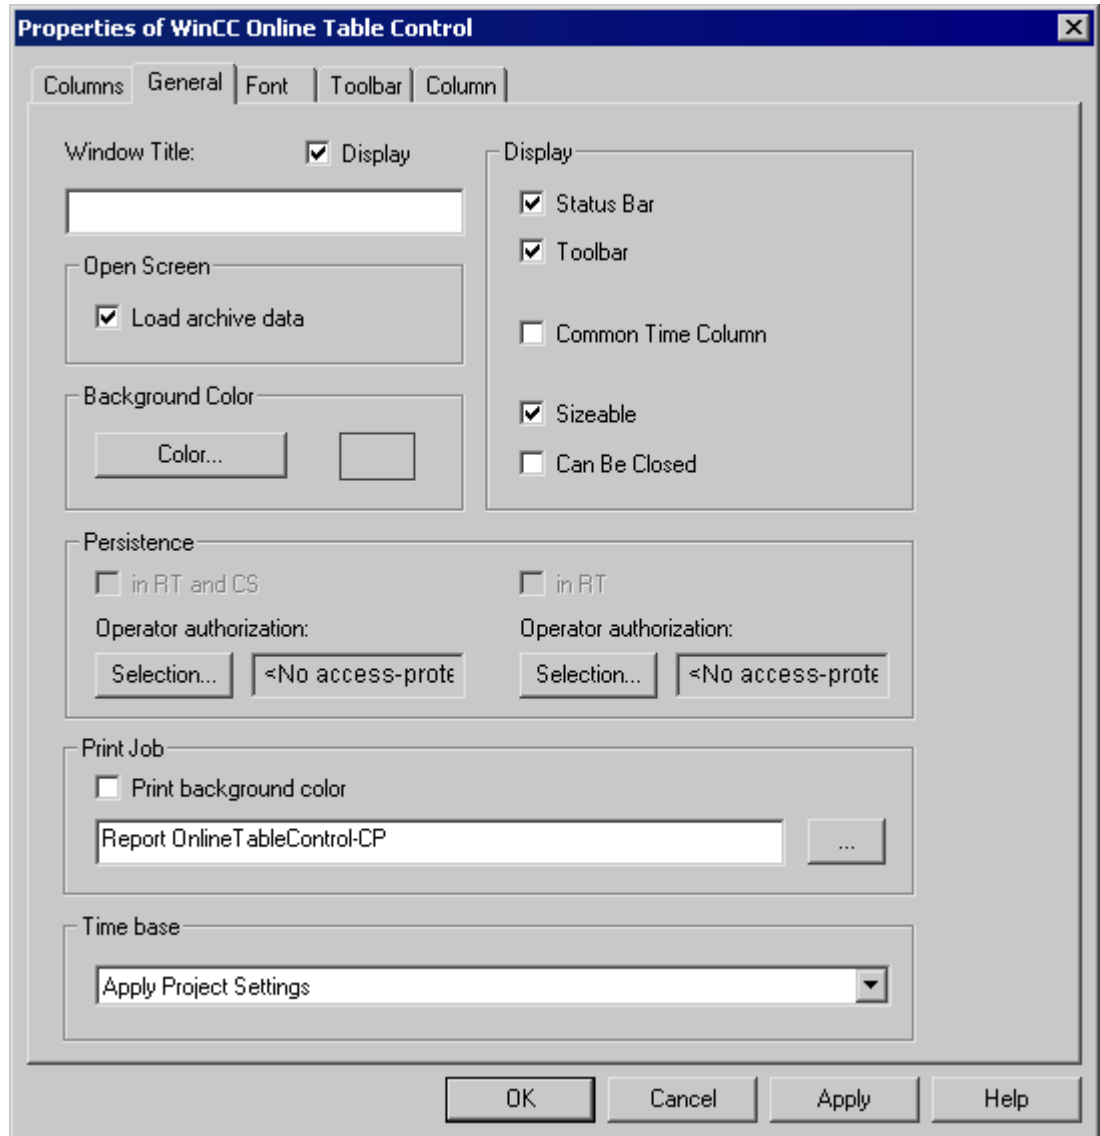 Properties of WinCC Online Table Control
Columns General Font Toolbar Column
Window Title: Display
Open Screen
Load archive data
Background Color
Color...
Display
Status Bar
Toolbar
Common Time Column
Sizeable
Can Be Closed
Persistence
in RT and CS in RT
Operator authorization: Operator authorization:
Selection... <No access-prote Selection... <No access-prote
Print Job
Print background color
Report OnlineTableControl-CP ...
Time base
Apply Project Settings
OK Cancel Apply Help